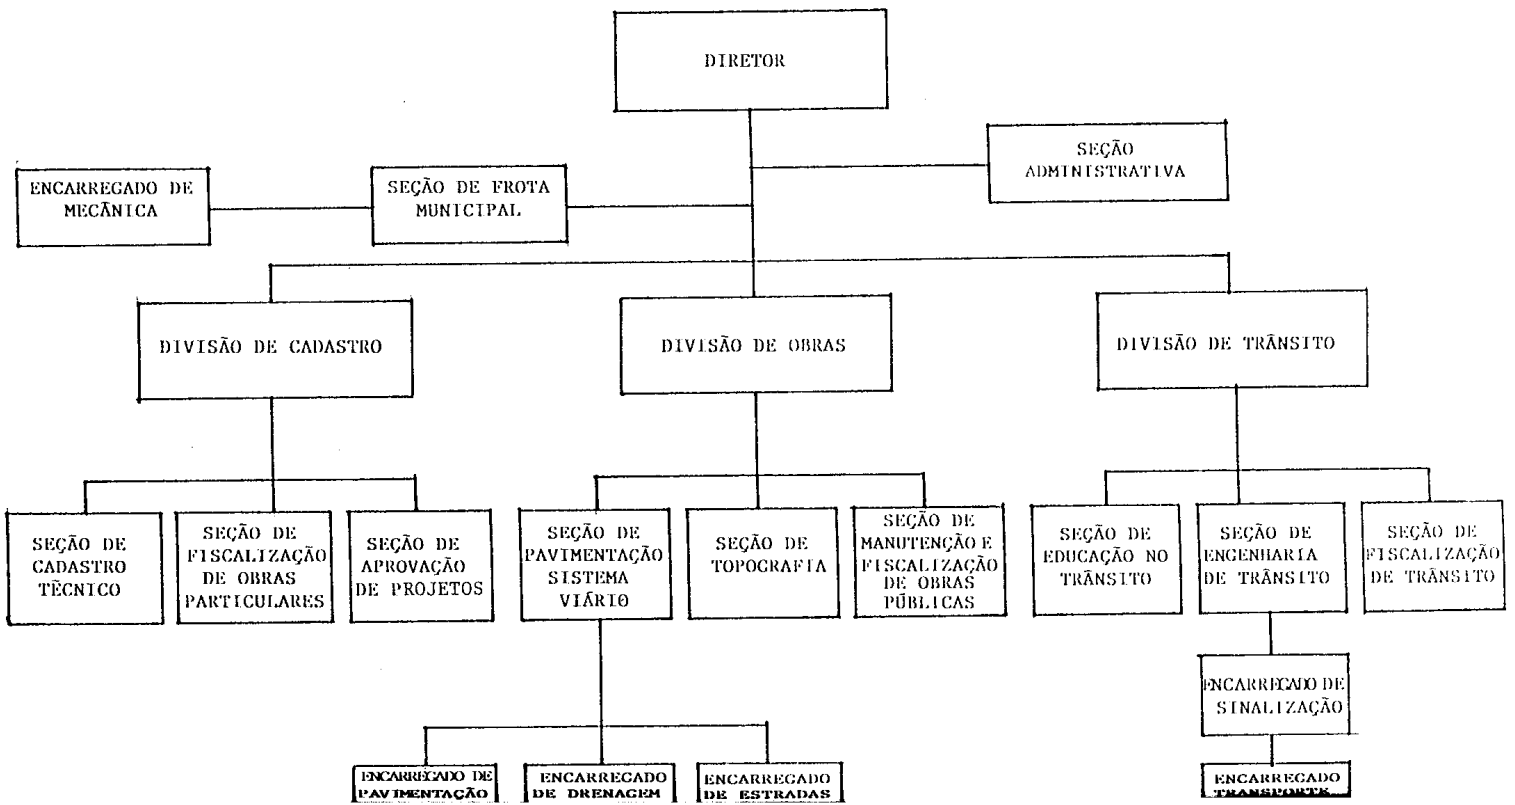 DIRETOR
SEÇÃO
ADMINISTRATIVA
ENCARREGADO DE
MECÂNICA
SEÇÃO DE FROTA
MUNICIPAL
DIVISÃO DE CADASTRO
DIVISÃO DE OBRAS
DIVISÃO DE TRÂNSITO
SEÇÃO DE
CADASTRO
TÉCNICO
SEÇÃO DE
FISCALIZAÇÃO
DE OBRAS
PARTICULARES
SEÇÃO DE
APROVAÇÃO
DE PROJETOS
SEÇÃO DE
PAVIMENTAÇÃO
SISTEMA
VIÁRIO
SEÇÃO DE
TOPOGRAFIA
SEÇÃO DE
MANUTENÇÃO E
FISCALIZAÇÃO
DE OBRAS
PÚBLICAS
SEÇÃO DE
EDUCAÇÃO NO
TRÂNSITO
SEÇÃO DE
ENGENHARIA
DE TRÂNSITO
SEÇÃO DE
FISCALIZAÇÃO
DE TRÂNSITO
ENCARREGADO DE
SINALIZAÇÃO
ENCARREGADO DE
PAVIMENTAÇÃO
ENCARREGADO
DE DRENAGEM
ENCARREGADO
DE ESTRADAS
ENCARREGADO
TRANSPORTE